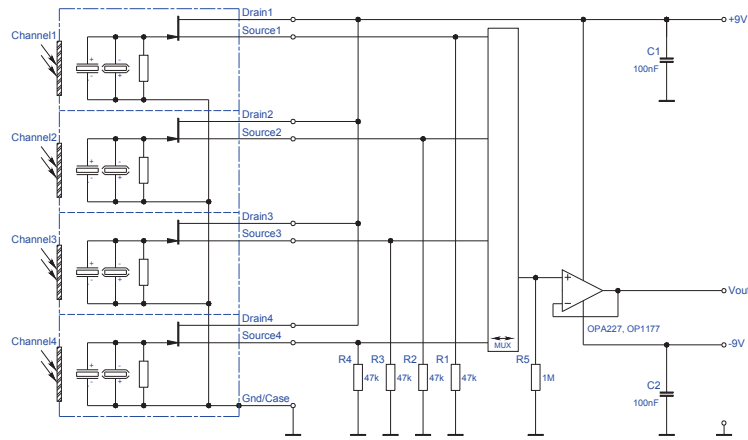 Drain1
+9V
Channel1
Source1
C1
100nF
+
-
+
-
Drain2
Channel2
Source2
+
-
+
-
Drain3
Channel3
Source3
+
-
+
-
+
-
Vout
OPA227, OP1177
Drain4
Channel4
Source4
MUX
-9V
R4
R3
R2
R1
R5
47k
47k
47k
47k
1M
C2
100nF
+
-
+
-
Gnd/Case